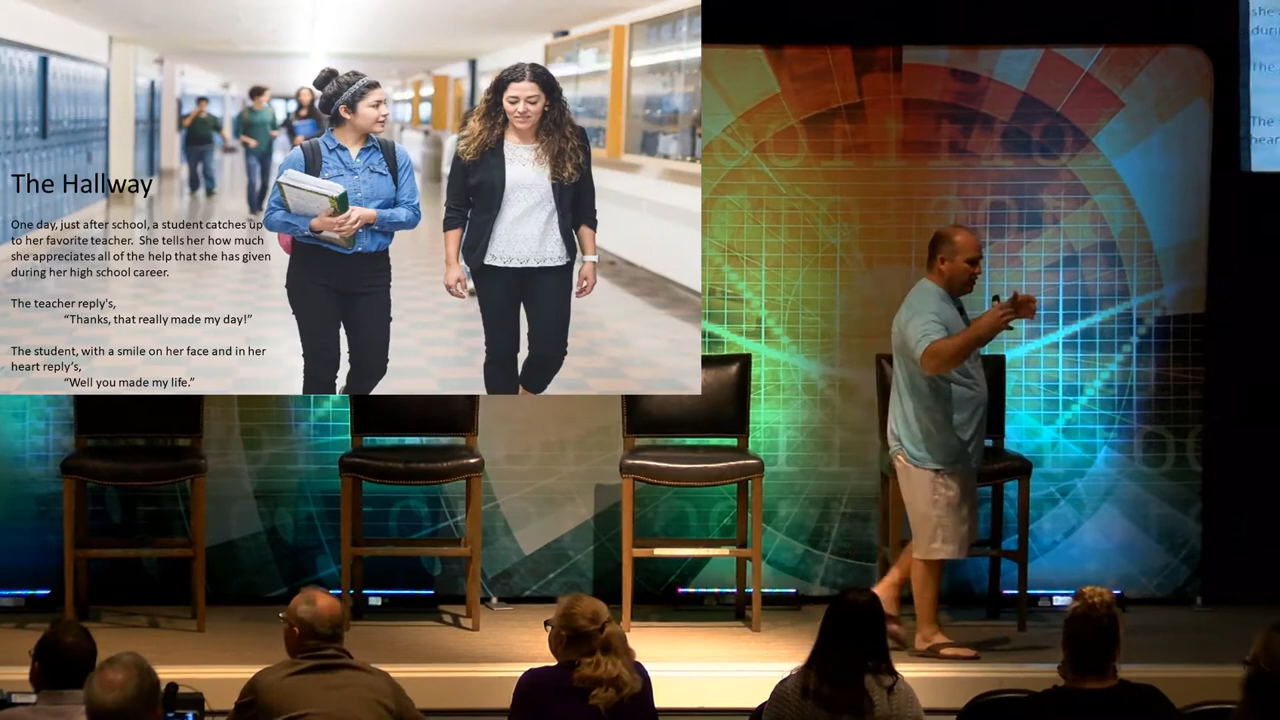 The Hallway
One day, just after school, a student catches up
to her favorite teacher.  She tells her how much
she appreciates all of the help that she has given
during her high school career.
The teacher reply's,
“Thanks, that really made my day!”
The student, with a smile on her face and in her
heart reply's,
“Well you made my life.”
she
The